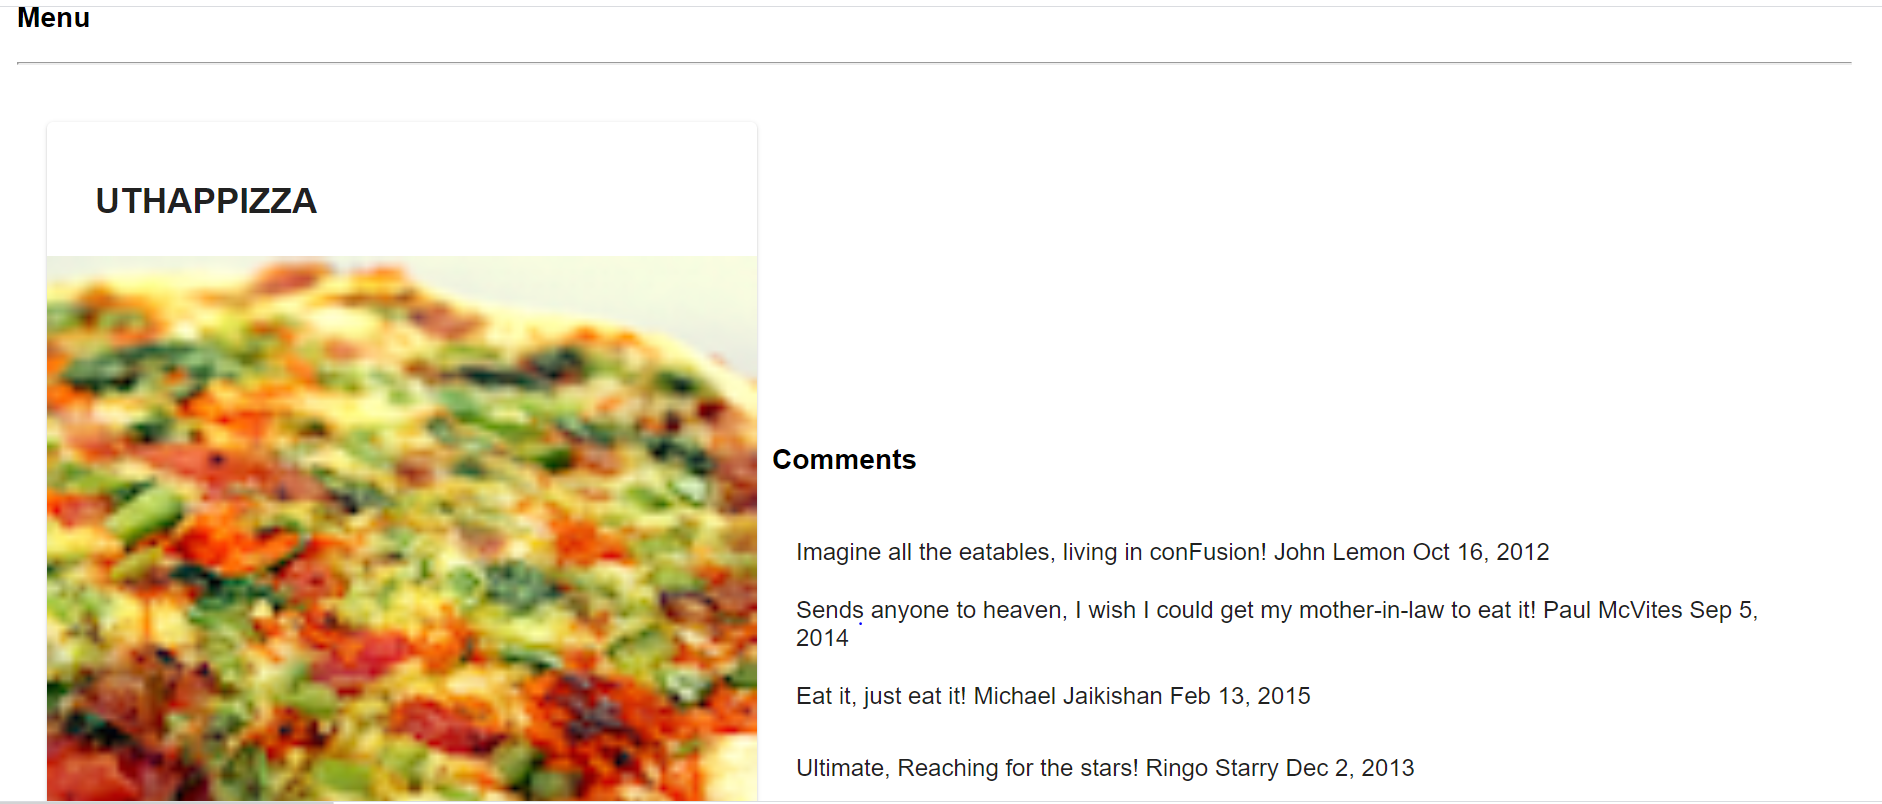 Menu
UTHAPPIZZA
Comments
Imagine all the eatables, living in conFusion! John Lemon Oct 16, 2012
Sends anyone to heaven, I wish I could get my mother-in-law to eat it! Paul McVites Sep 5,
2014
Eat it, just eat it! Michael Jaikishan Feb 13, 2015
Ultimate, Reaching for the stars! Ringo Starry Dec 2, 2013